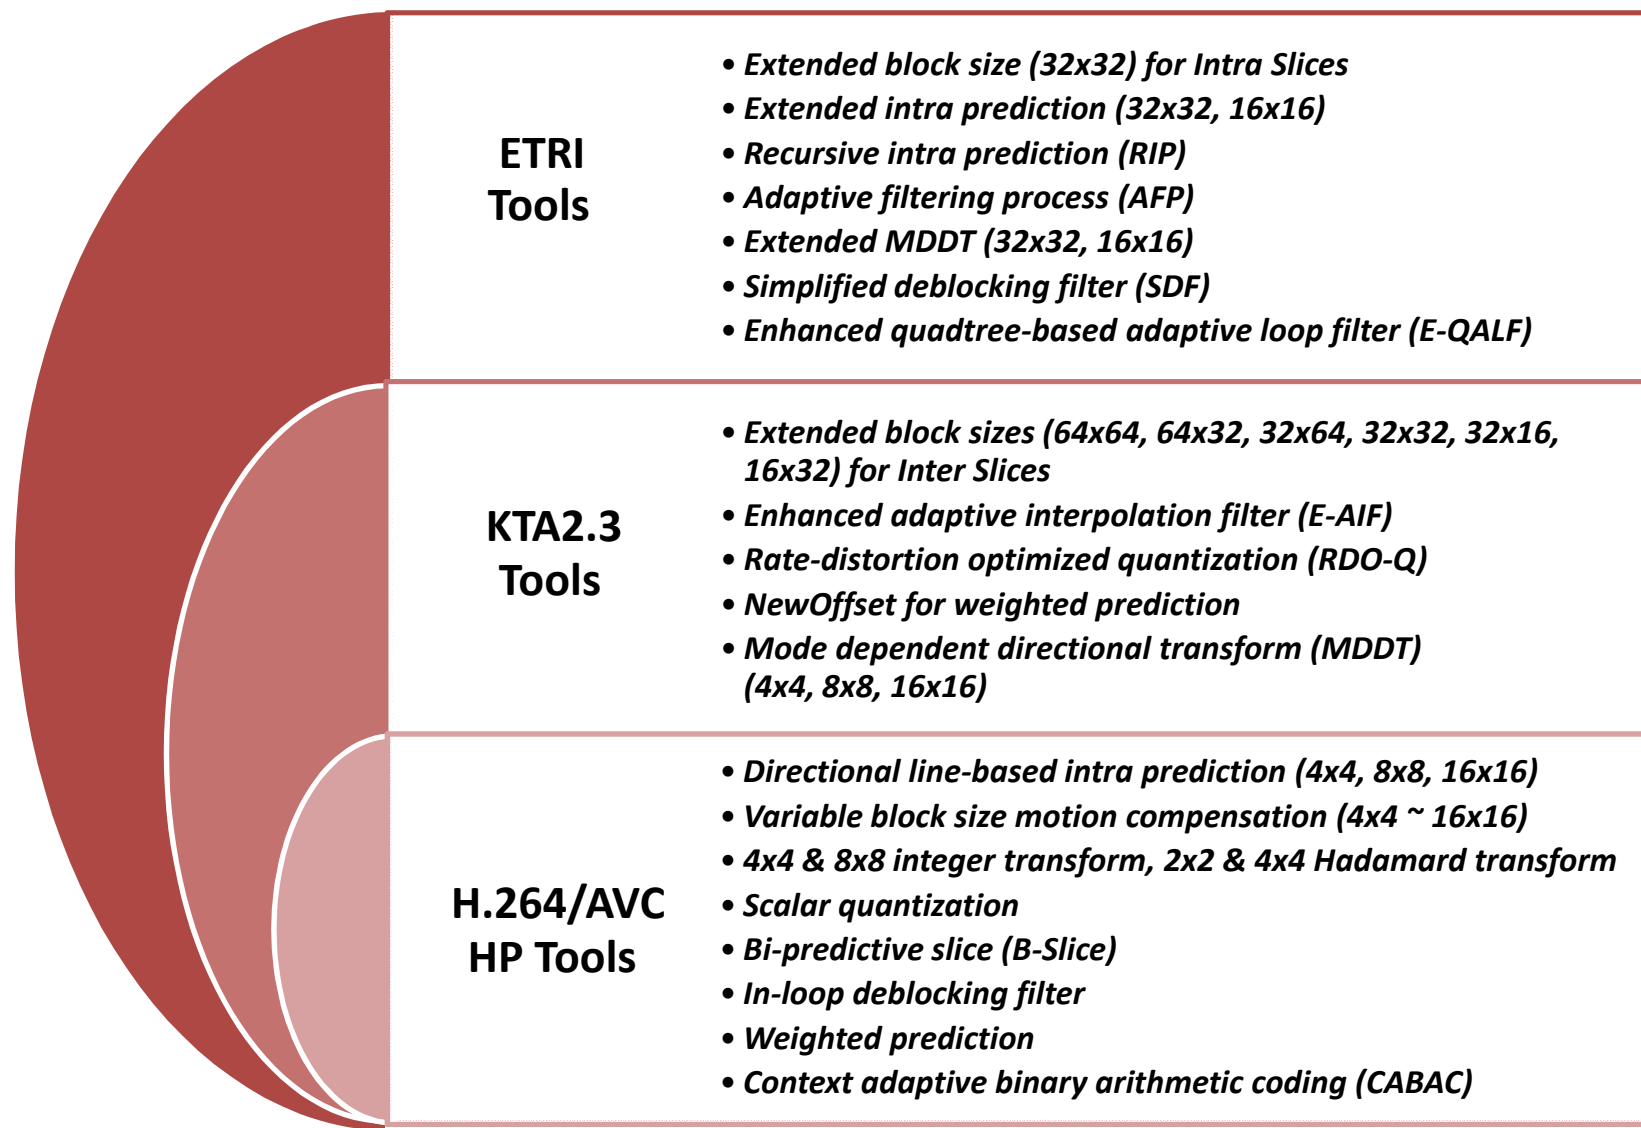 ETRI
Tools
• Extended block size (32x32) for Intra Slices
• Extended intra prediction (32x32, 16x16)
• Recursive intra prediction (RIP)
• Adaptive filtering process (AFP)
• Extended MDDT (32x32, 16x16)
• Simplified deblocking filter (SDF)
• Enhanced quadtree-based adaptive loop filter (E-QALF)
KTA2.3
Tools
• Extended block sizes (64x64, 64x32, 32x64, 32x32, 32x16,
16x32) for Inter Slices
• Enhanced adaptive interpolation filter (E-AIF)
• Rate-distortion optimized quantization (RDO-Q)
• NewOffset for weighted prediction
• Mode dependent directional transform (MDDT)
(4x4, 8x8, 16x16)
H.264/AVC
HP Tools
• Directional line-based intra prediction (4x4, 8x8, 16x16)
• Variable block size motion compensation (4x4 ~ 16x16)
• 4x4 & 8x8 integer transform, 2x2 & 4x4 Hadamard transform
• Scalar quantization
• Bi-predictive slice (B-Slice)
• In-loop deblocking filter
• Weighted prediction
• Context adaptive binary arithmetic coding (CABAC)